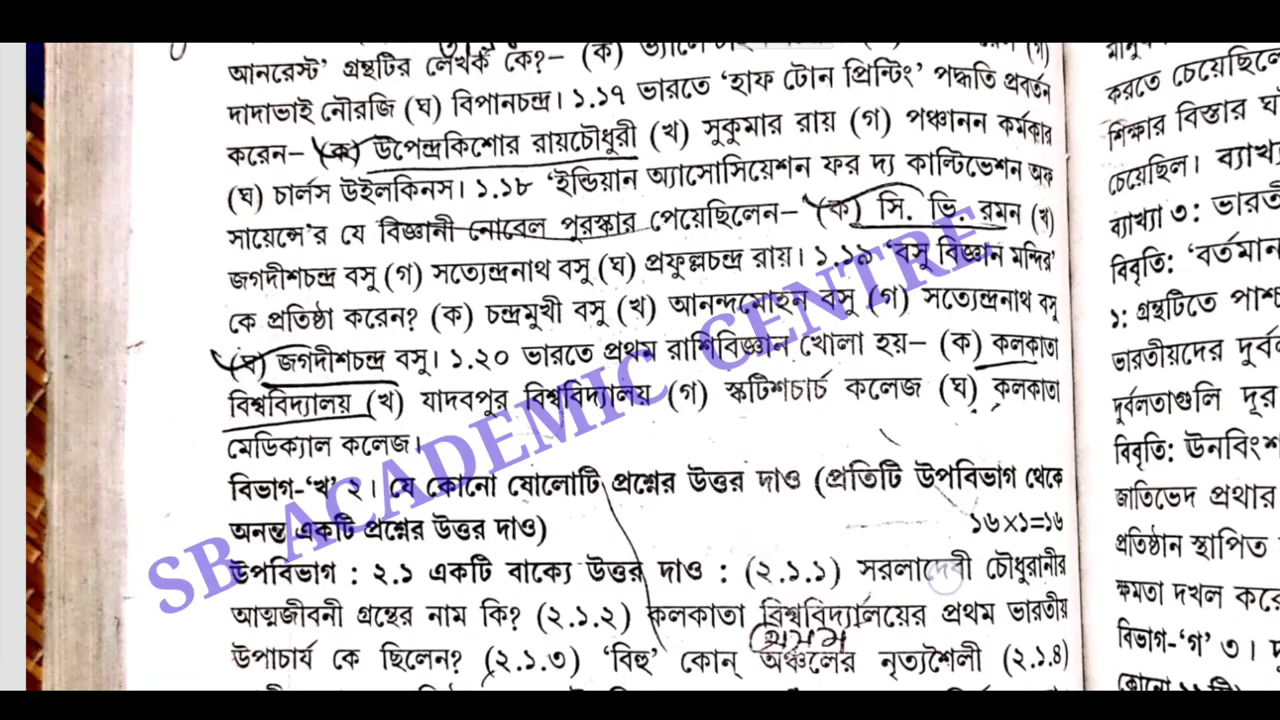 আনরেস্ট' গ্রন্থটির লেখক কে?– (ক)
দাদাভাই নৌরজি (ঘ) বিপানচন্দ্র। ১.১৭ ভারতে 'হাফ টোন প্রিন্টিং' পদ্ধতি প্রবর্তন
করেন– (ক) উপেন্দ্রকিশোর রায়চৌধুরী (খ) সুকুমার রায় (গ) পঞ্চানন কর্মকার
(ঘ) চার্লস উইলকিনস। ১.১৮ 'ইন্ডিয়ান অ্যাসোসিয়েশন ফর দ্য কাল্টিভেশন অফ
সায়েন্সে'র যে বিজ্ঞানী নোবেল পুরস্কার পেয়েছিলেন– (ক) সি. ভি. রমন (খ)
জগদীশচন্দ্র বসু (গ) সত্যেন্দ্রনাথ বসু (ঘ) প্রফুল্লচন্দ্র রায়। ১.১৯ 'বসু বিজ্ঞান মন্দির'
কে প্রতিষ্ঠা করেন? (ক) চন্দ্রমুখী বসু (খ) আনন্দমোহন বসু (গ) সত্যেন্দ্রনাথ বসু
(ঘ) জগদীশচন্দ্র বসু। ১.২০ ভারতে প্রথম রাশিবিজ্ঞান খোলা হয়– (ক) কলকাতা
বিশ্ববিদ্যালয় (খ) যাদবপুর বিশ্ববিদ্যালয় (গ) স্কটিশচার্চ কলেজ (ঘ) কলকাতা
মেডিক্যাল কলেজ।
বিভাগ-'খ' ২। যে কোনো ষোলোটি প্রশ্নের উত্তর দাও (প্রতিটি উপবিভাগ থেকে
অনন্ত একটি প্রশ্নের উত্তর দাও) ১৬×১=১৬
উপবিভাগ : ২.১ একটি বাক্যে উত্তর দাও : (২.১.১) সরলাদেবী চৌধুরানীর
আত্মজীবনী গ্রন্থের নাম কি? (২.১.২) কলকাতা বিশ্ববিদ্যালয়ের প্রথম ভারতীয়
উপাচার্য কে ছিলেন? (২.১.৩) 'বিহু' কোন্ অঞ্চলের নৃত্যশৈলী (২.১.৪)
SB ACADEMIC CENTRE
করতে চেয়েছিলে
শিক্ষার বিস্তার ঘ
চেয়েছিল। ব্যাখ্য
ব্যাখ্যা ৩: ভারতী
বিবৃতি: 'বর্তমান
১: গ্রন্থটিতে পাশ
ভারতীয়দের দুর্বল
দুর্বলতাগুলি দূর
বিবৃতি: ঊনবিংশ
জাতিভেদ প্রথার
প্রতিষ্ঠান স্থাপিত
ক্ষমতা দখল করে
বিভাগ-'গ' ৩।